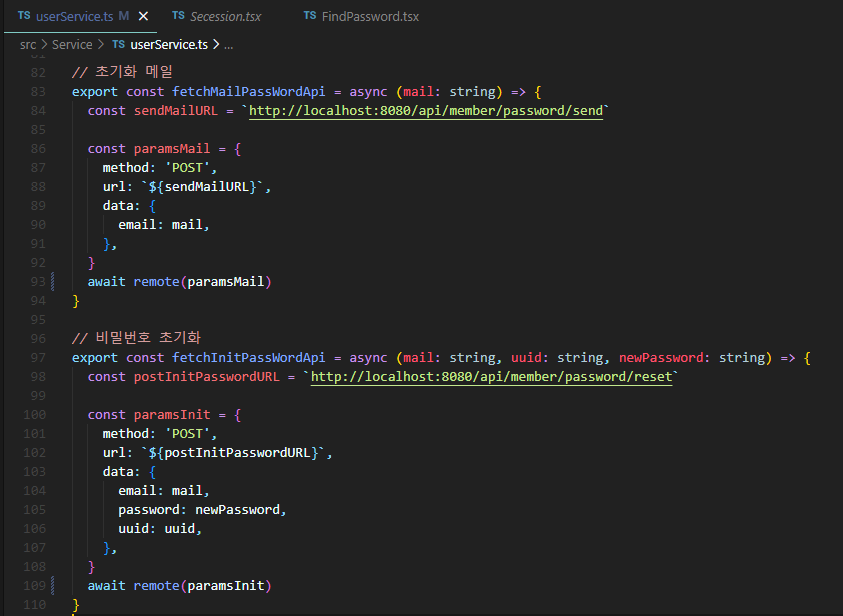 TS userService.ts M × TS Secession.tsx TS FindPassword.tsx
src > Service > TS userService.ts > ...
82 // 초기화 메일
83 export const fetchMailPassWordApi = async (mail: string) => {
84 const sendMailURL = `http://localhost:8080/api/member/password/send`
85
86 const paramsMail = {
87 method: 'POST',
88 url: `${sendMailURL}`,
89 data: {
90 email: mail,
91 },
92 }
93 await remote(paramsMail)
94 }
95
96 // 비밀번호 초기화
97 export const fetchInitPassWordApi = async (mail: string, uuid: string, newPassword: string) => {
98 const postInitPasswordURL = `http://localhost:8080/api/member/password/reset`
99
100 const paramsInit = {
101 method: 'POST',
102 url: `${postInitPasswordURL}`,
103 data: {
104 email: mail,
105 password: newPassword,
106 uuid: uuid,
107 },
108 }
109 await remote(paramsInit)
110 }